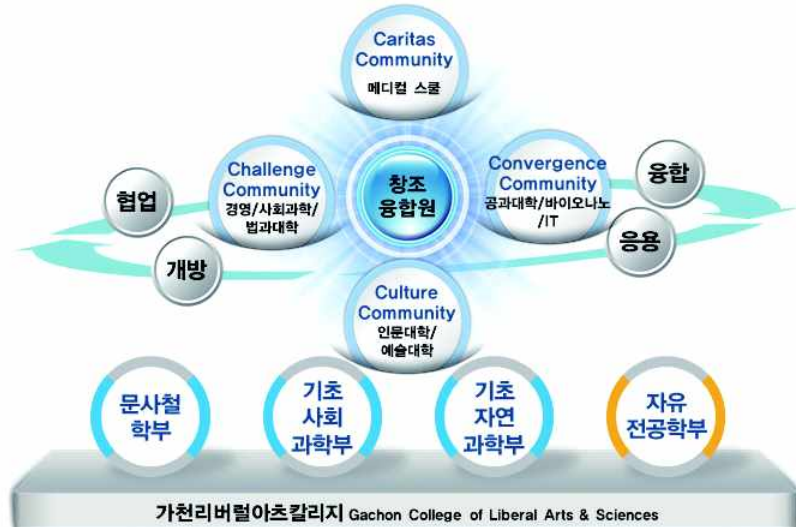 Caritas
Community
메디컬 스쿨
Challenge
Community
경영/사회과학/
법과대학
창조
융합원
Convergence
Community
공과대학/바이오나노
/IT
협업
개방
융합
응용
Culture
Community
인문대학/
예술대학
문사철
학부
기초
사회
과학부
기초
자연
과학부
자유
전공학부
가천리버럴아츠칼리지 Gachon College of Liberal Arts & Sciences